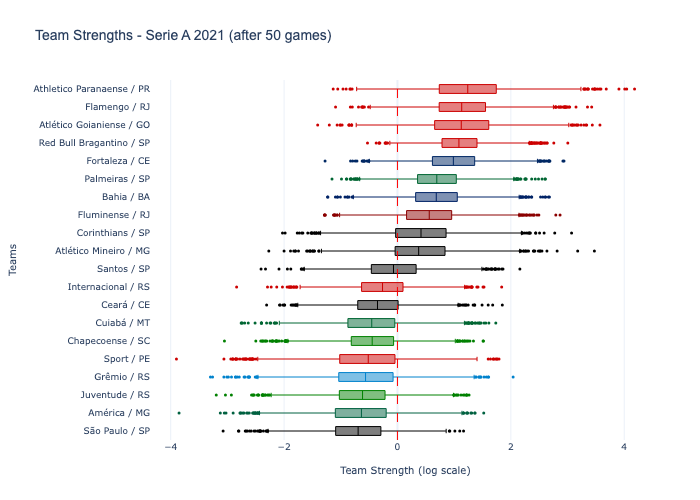 Team Strengths - Serie A 2021 (after 50 games)
Athletico Paranaense / PR
Flamengo / RJ
Atlético Goianiense / GO
Red Bull Bragantino / SP
Fortaleza / CE
Palmeiras / SP
Bahia / BA
Fluminense / RJ
Corinthians / SP
Atlético Mineiro / MG
Santos / SP
Internacional / RS
Ceará / CE
Cuiabá / MT
Chapecoense / SC
Sport / PE
Grêmio / RS
Juventude / RS
América / MG
São Paulo / SP
Teams
−4 −2 0 2 4
Team Strength (log scale)